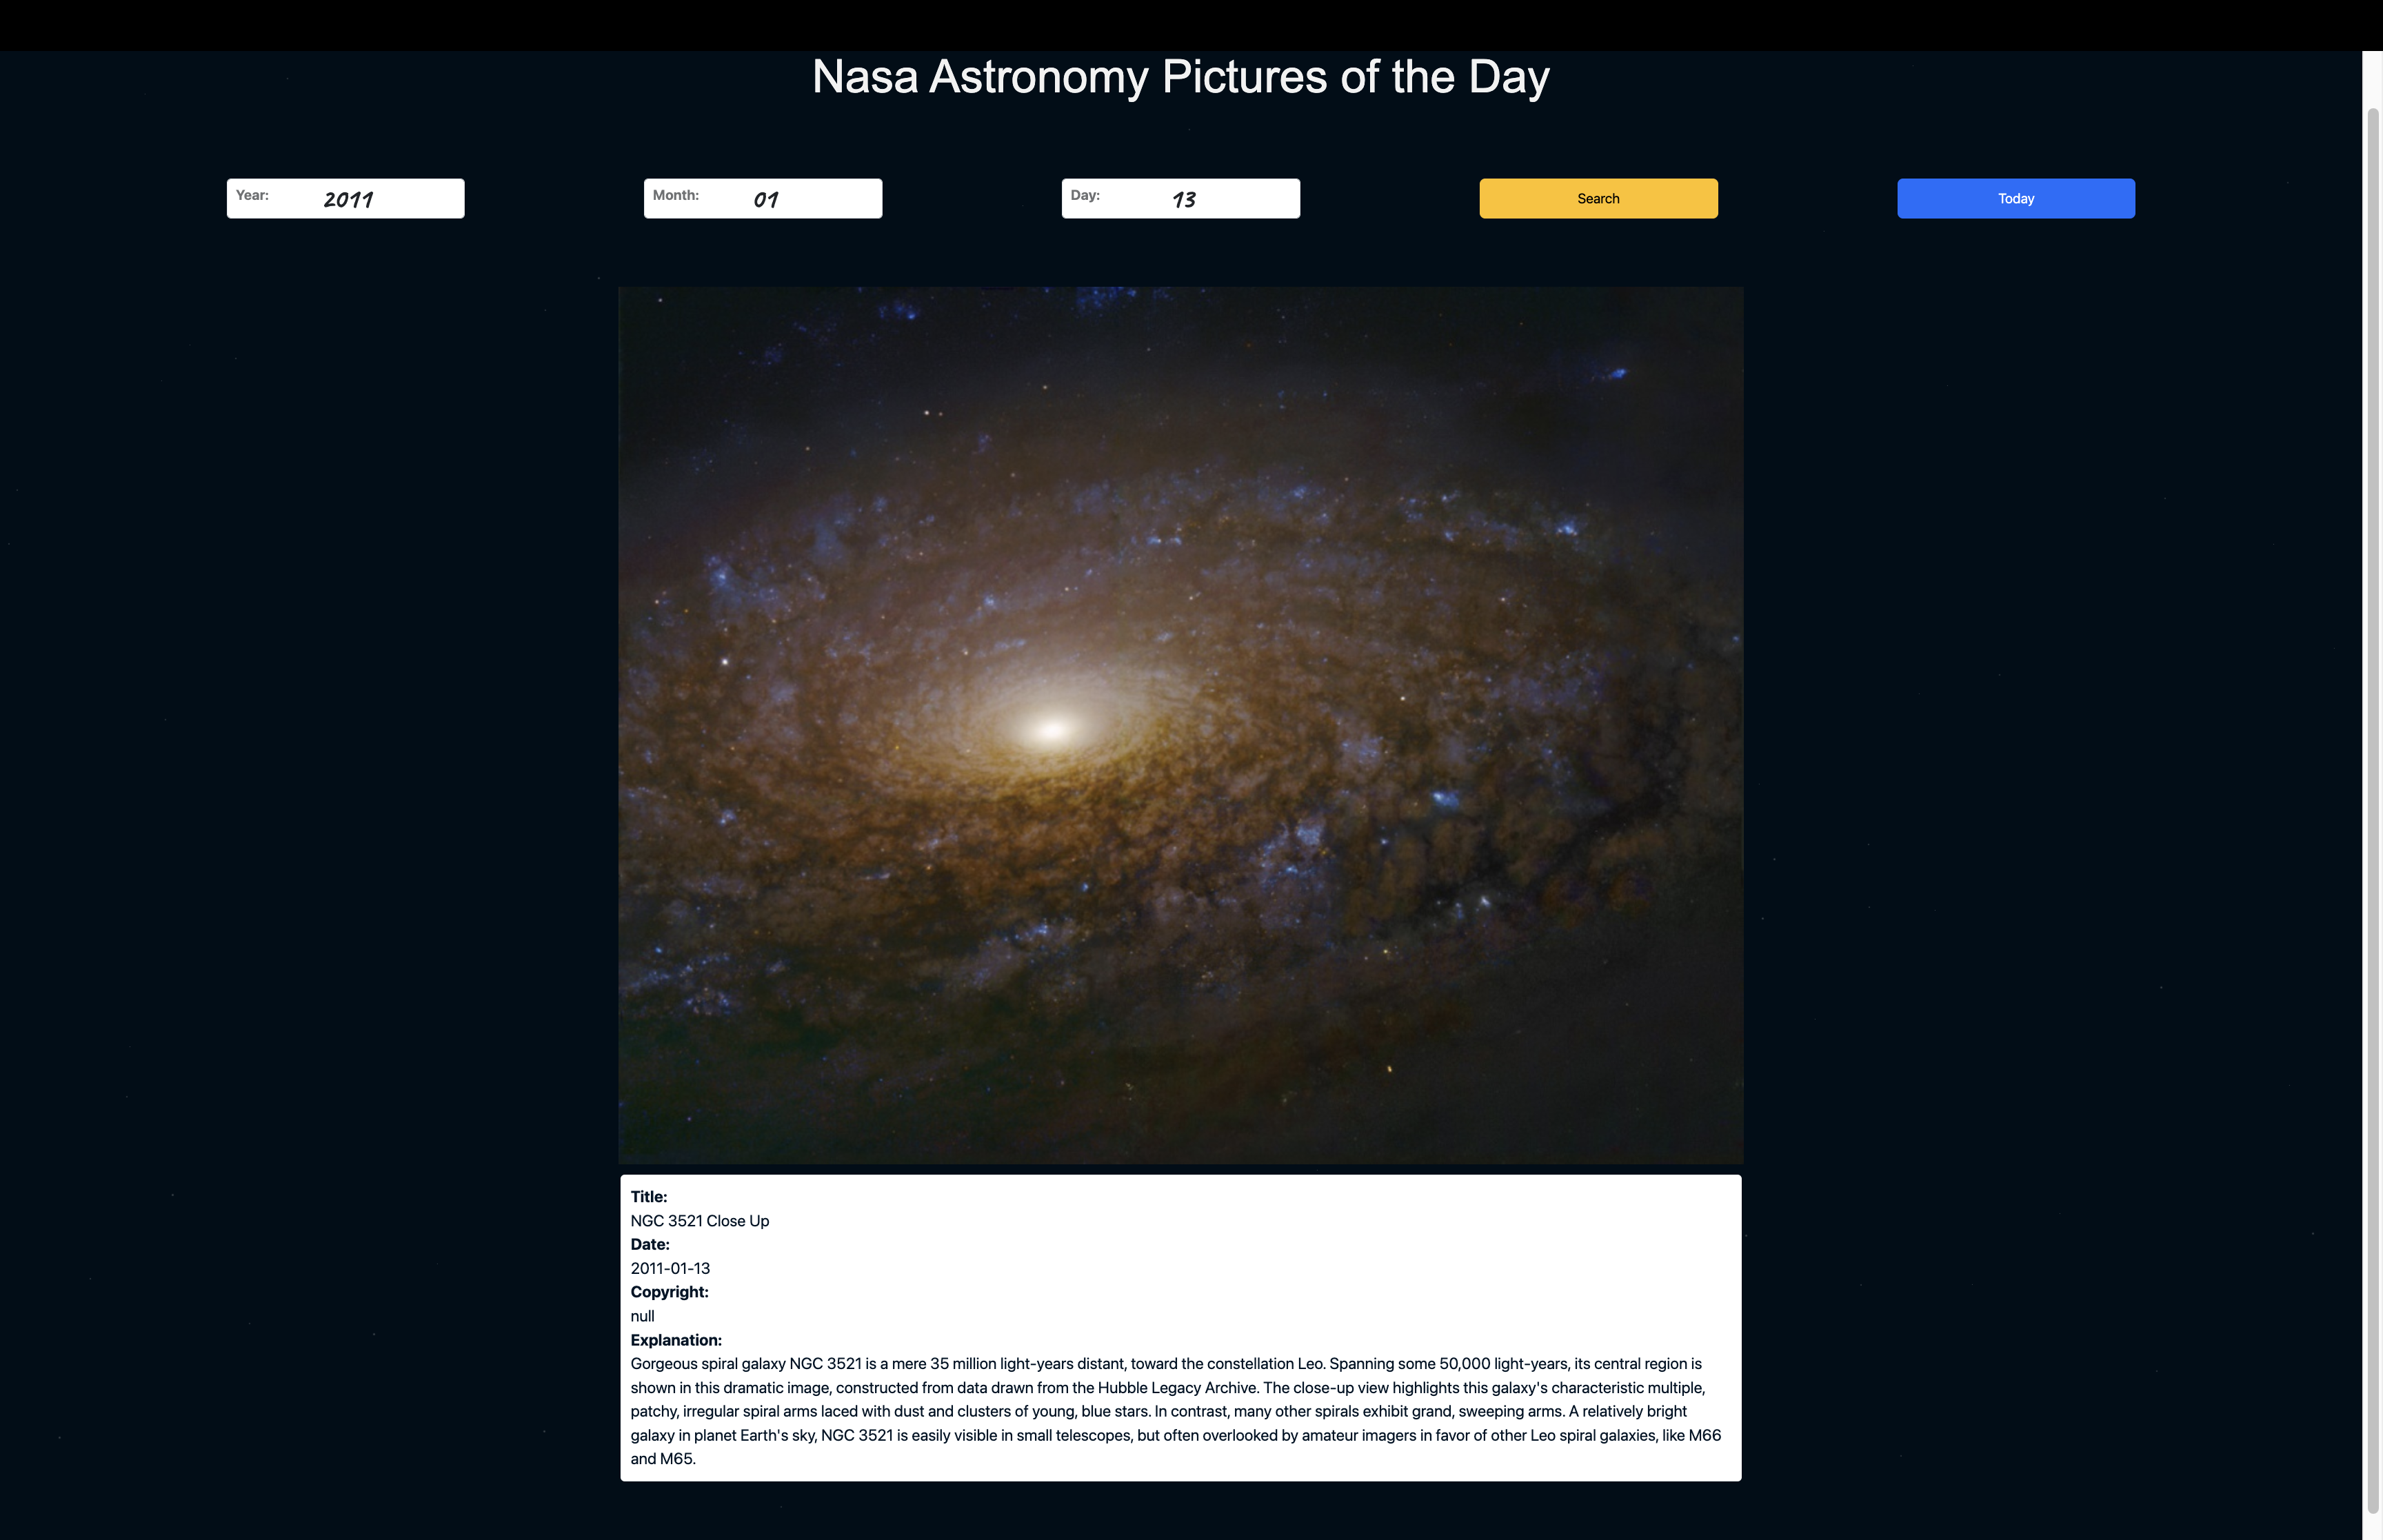 Nasa Astronomy Pictures of the Day
Year: 2011 Month: 01 Day: 13 Search Today
Title:
NGC 3521 Close Up
Date:
2011-01-13
Copyright:
null
Explanation:
Gorgeous spiral galaxy NGC 3521 is a mere 35 million light-years distant, toward the constellation Leo. Spanning some 50,000 light-years, its central region is
shown in this dramatic image, constructed from data drawn from the Hubble Legacy Archive. The close-up view highlights this galaxy's characteristic multiple,
patchy, irregular spiral arms laced with dust and clusters of young, blue stars. In contrast, many other spirals exhibit grand, sweeping arms. A relatively bright
galaxy in planet Earth's sky, NGC 3521 is easily visible in small telescopes, but often overlooked by amateur imagers in favor of other Leo spiral galaxies, like M66
and M65.